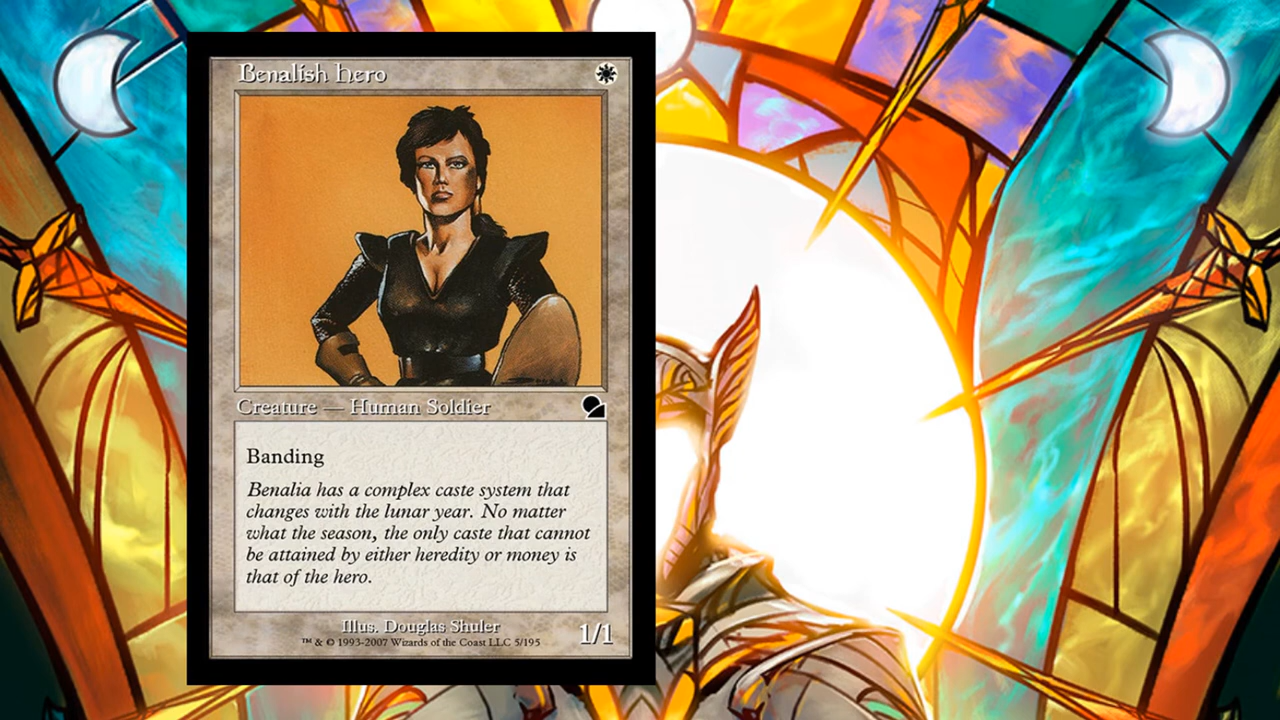 Benalish Hero
Creature — Human Soldier
Banding
Benalia has a complex caste system that
changes with the lunar year. No matter
what the season, the only caste that cannot
be attained by either heredity or money is
that of the hero.
Illus. Douglas Shuler
™ & © 1993-2007 Wizards of the Coast LLC 5/195
1/1